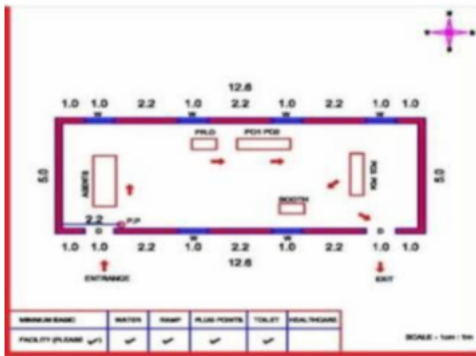 12.6
1.0 1.0 2.2 1.0 2.2 1.0 2.2 1.0 1.0
W W W W
PRLO PO1 PO2
5.0
AGENTS
5.0
BOOTH
2.2 P.P
D W W D
1.0 1.0 2.2 1.0 2.2 1.0 2.2 1.0 1.0
12.6
ENTRANCE EXIT
MINIMUM BASIC WATER RAMP PLUG POINTS TOILET HEALTHCARE
FACILITY (PLEASE ✓) ✓ ✓ ✓ ✓
SCALE - 1cm : 1m